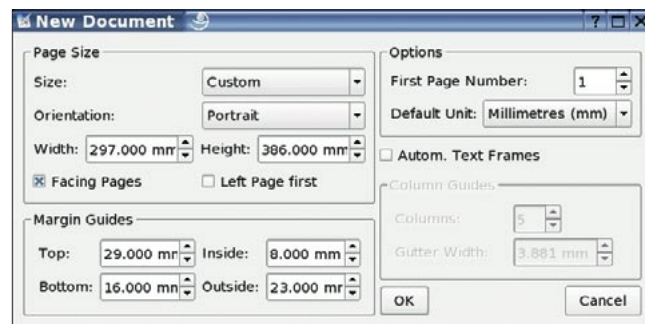 New Document
Page Size
Size: Custom
Orientation: Portrait
Width: 297.000 mm Height: 386.000 mm
Facing Pages Left Page first
Margin Guides
Top: 29.000 mr Inside: 8.000 mm
Bottom: 16.000 mn Outside: 23.000 mr
Options
First Page Number: 1
Default Unit: Millimetres (mm)
Autom. Text Frames
Column Guides
Columns: 5
Gutter Width: 3.881 mm
OK Cancel